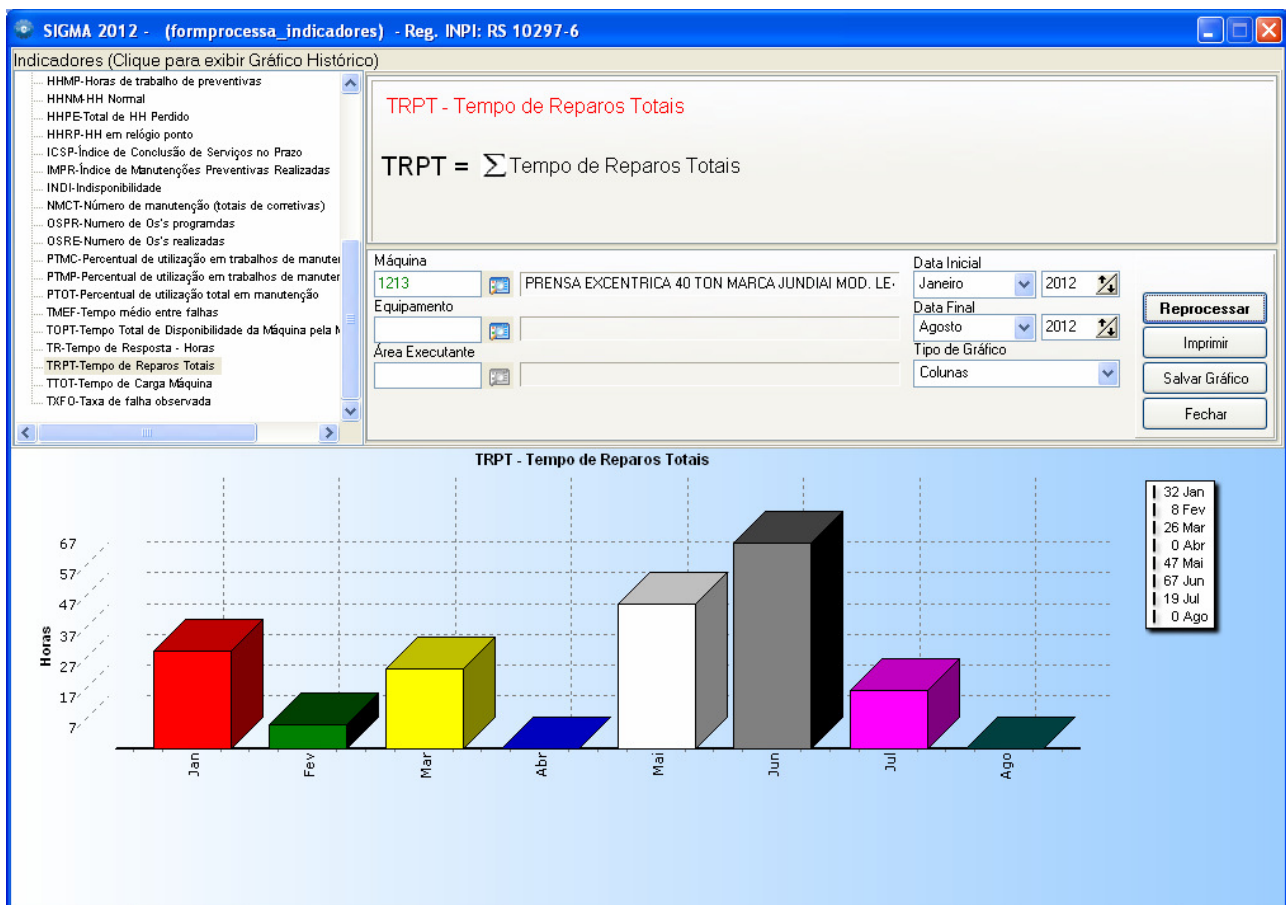 SIGMA 2012 - (formprocessa_indicadores) - Reg. INPI: RS 10297-6
Indicadores (Clique para exibir Gráfico Histórico)
HHMP-Horas de trabalho de preventivas
HHNM-HH Normal
HHPE-Total de HH Perdido
HHRP-HH em relógio ponto
ICSP-Índice de Conclusão de Serviços no Prazo
IMPR-Índice de Manutenções Preventivas Realizadas
INDI-Indisponibilidade
NMCT-Número de manutenção (totais de corretivas)
OSPR-Numero de Os's programdas
OSRE-Numero de Os's realizadas
PTMC-Percentual de utilização em trabalhos de manuter
PTMP-Percentual de utilização em trabalhos de manuter
PTOT-Percentual de utilização total em manutenção
TMEF-Tempo médio entre falhas
TOPT-Tempo Total de Disponibilidade da Máquina pela M
TR-Tempo de Resposta - Horas
TRPT-Tempo de Reparos Totais
TTOT-Tempo de Carga Máquina
TXFO-Taxa de falha observada
TRPT - Tempo de Reparos Totais
TRPT = ∑ Tempo de Reparos Totais
Máquina
1213 PRENSA EXCENTRICA 40 TON MARCA JUNDIAI MOD. LE-
Equipamento
Área Executante
Data Inicial
Janeiro 2012
Data Final
Agosto 2012
Tipo de Gráfico
Colunas
Reprocessar
Imprimir
Salvar Gráfico
Fechar
TRPT - Tempo de Reparos Totais
Horas
67
57
47
37
27
17
7
Jan Fev Mar Abr Mai Jun Jul Ago
32 Jan
8 Fev
26 Mar
0 Abr
47 Mai
67 Jun
19 Jul
0 Ago